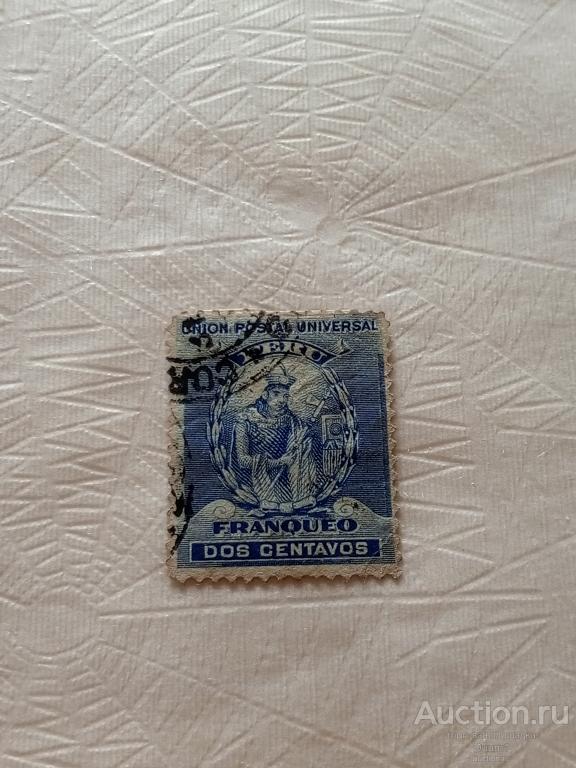 UNION POSTAL UNIVERSAL
PERU
FRANQUEO
DOS CENTAVOS
Auction.ru